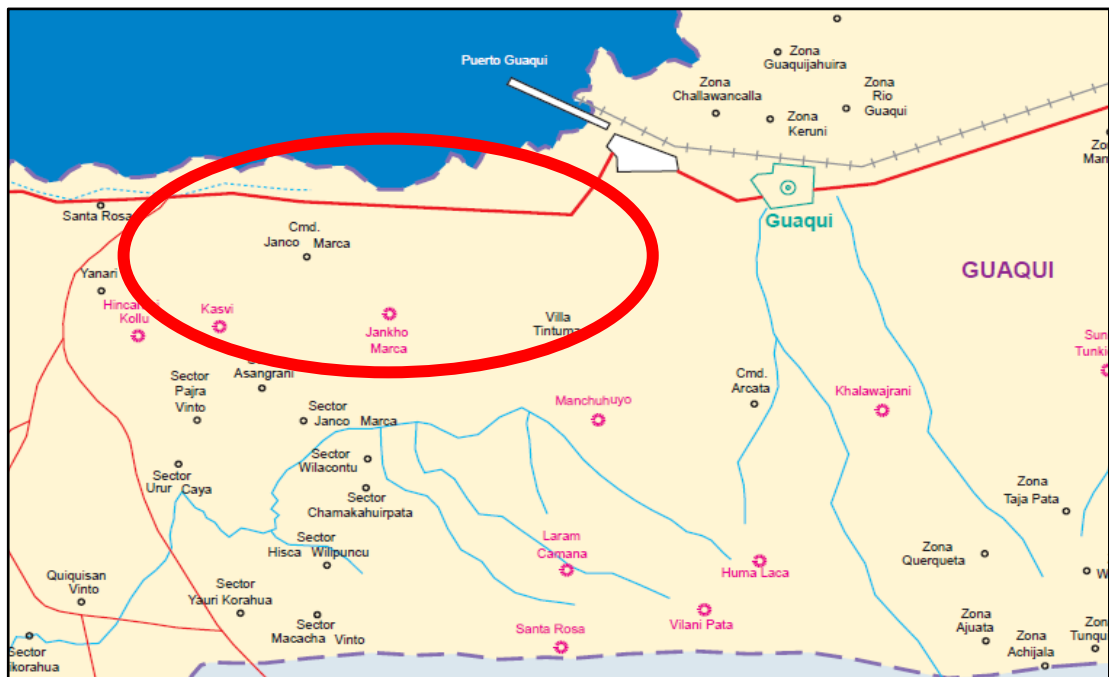 Puerto Guaqui
Zona
Guaquijahuira
Zona
Challawancalla
Zona
Rio
Guaqui
Zona
Keruni
Santa Rosa
Cmd.
Janco Marca
Guaqui
GUAQUI
Yanari
Kollu
Kasvi
Jankho
Marca
Villa
Asangrani
Sector
Pajra
Vinto
Sector
Janco Marca
Manchuhuyo
Cmd.
Arcata
Khalawajrani
Sector
Wilacontu
Sector
Urur Caya
Sector
Chamakahuirpata
Zona
Taja Pata
Sector
Hisca Willpuncu
Laram
Camana
Huma Laca
Zona
Querqueta
Quiquisan
Vinto
Sector
Yauri Korahua
Sector
Macacha Vinto
Santa Rosa
Vilani Pata
Zona
Ajuata
Zona
Achijala
Sector